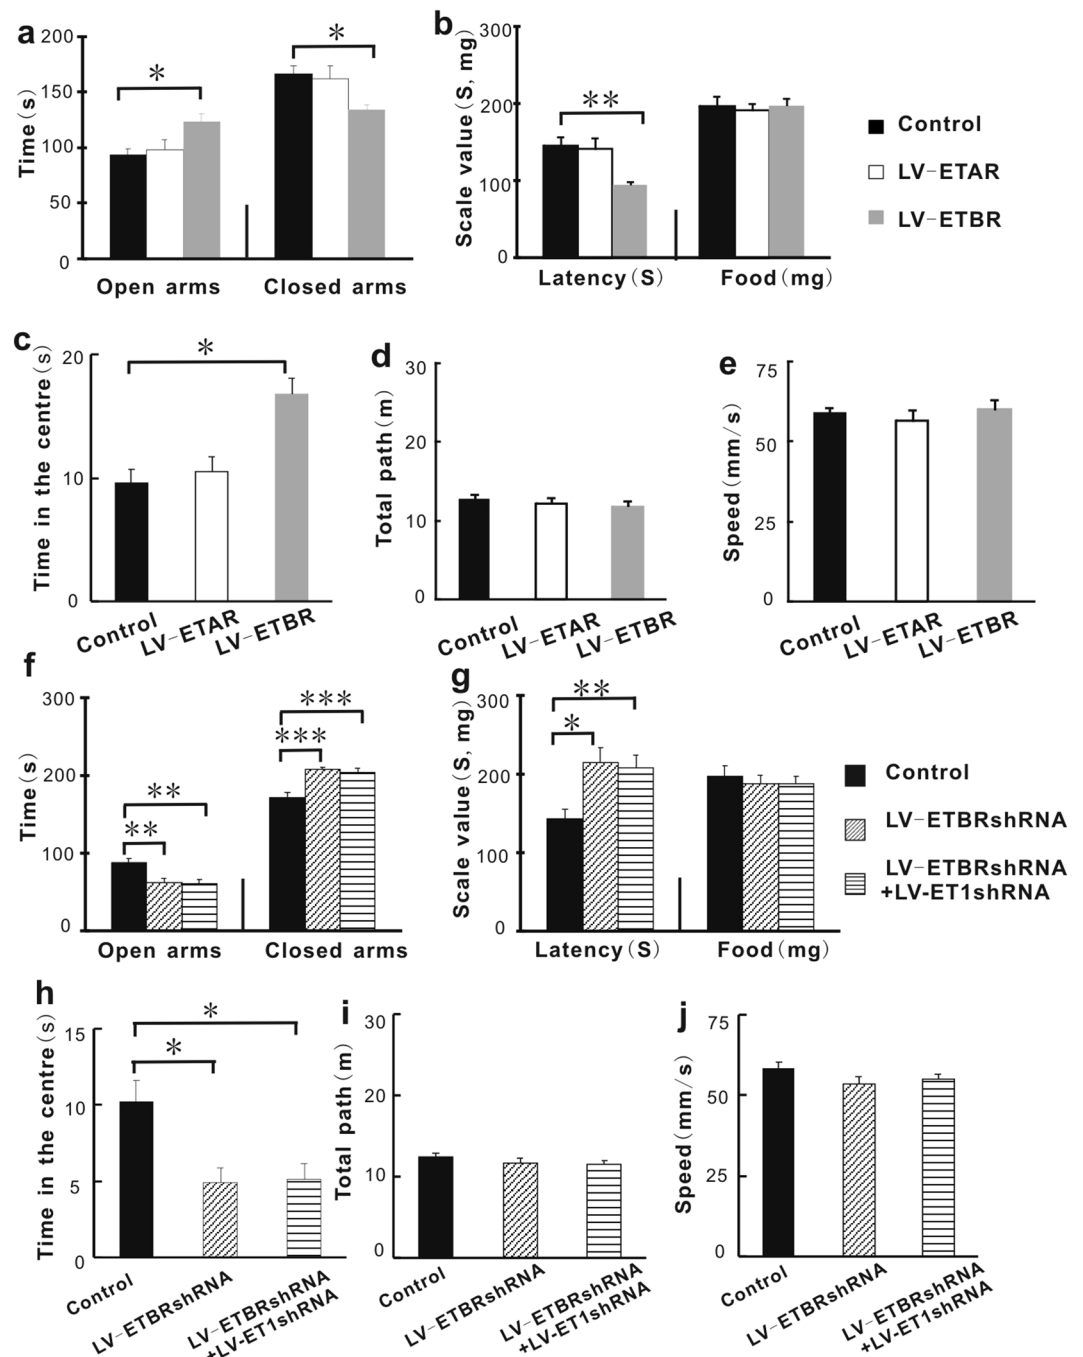 a
200
150
100
50
0
Time(s)
*
*
Open arms
Closed arms
b
300
200
100
0
Scale value(S, mg)
**
Latency(S)
Food(mg)
Control
LV-ETAR
LV-ETBR
c
20
10
0
Time in the centre(s)
*
Control
LV-ETAR
LV-ETBR
d
30
20
10
0
Total path(m)
Control
LV-ETAR
LV-ETBR
e
75
50
25
0
Speed(mm/s)
Control
LV-ETAR
LV-ETBR
f
300
200
100
0
Time(s)
**
**
***
***
Open arms
Closed arms
g
300
200
100
0
Scale value(S, mg)
**
*
Latency(S)
Food(mg)
Control
LV-ETBRshRNA
LV-ETBRshRNA
+LV-ET1shRNA
h
15
10
5
0
Time in the centre(s)
*
*
Control
LV-ETBRshRNA
LV-ETBRshRNA
+LV-ET1shRNA
i
30
20
10
0
Total path(m)
Control
LV-ETBRshRNA
LV-ETBRshRNA
+LV-ET1shRNA
j
75
50
25
0
Speed(mm/s)
Control
LV-ETBRshRNA
LV-ETBRshRNA
+LV-ET1shRNA